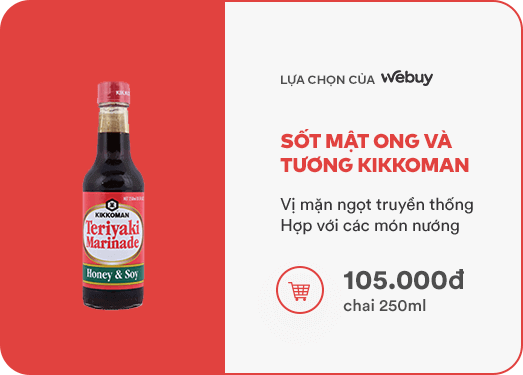 LỰA CHỌN CỦA Webuy
SỐT MẬT ONG VÀ
TƯƠNG KIKKOMAN
Vị mặn ngọt truyền thống
Hợp với các món nướng
105.000đ
chai 250ml
KIKKOMAN
Teriyaki
Marinade
Honey & Soy